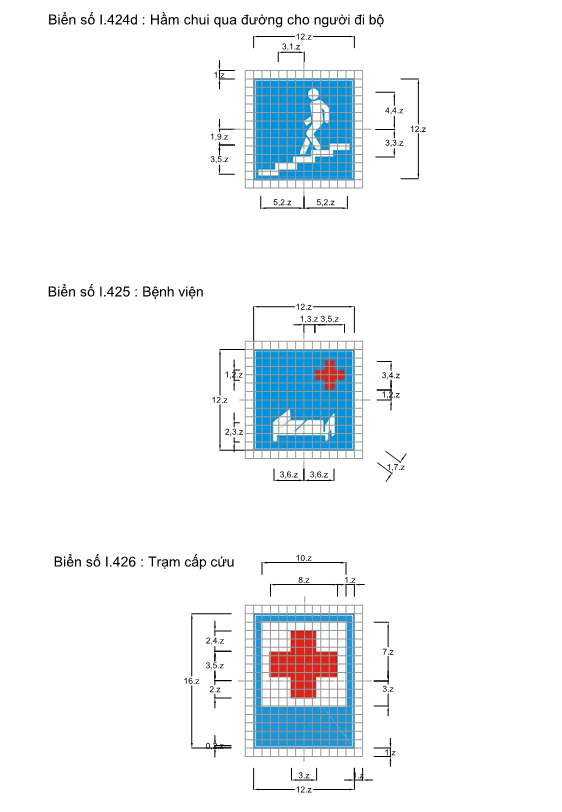 Biển số I.424d : Hầm chui qua đường cho người đi bộ
12.z
3,1.z
1.z
4,4.z
12.z
1,9.z
3,3.z
3,5.z
5,2.z 5,2.z
Biển số I.425 : Bệnh viện
12.z
1,3.z 3,5.z
1,2.z
3,4.z
1,2.z
12.z
2,3.z
1,7.z
3,6.z 3,6.z
Biển số I.426 : Trạm cấp cứu
10.z
8.z 1.z
2,4.z
7.z
3,5.z
16.z
2.z
3.z
1.z
3.z 1.z
12.z